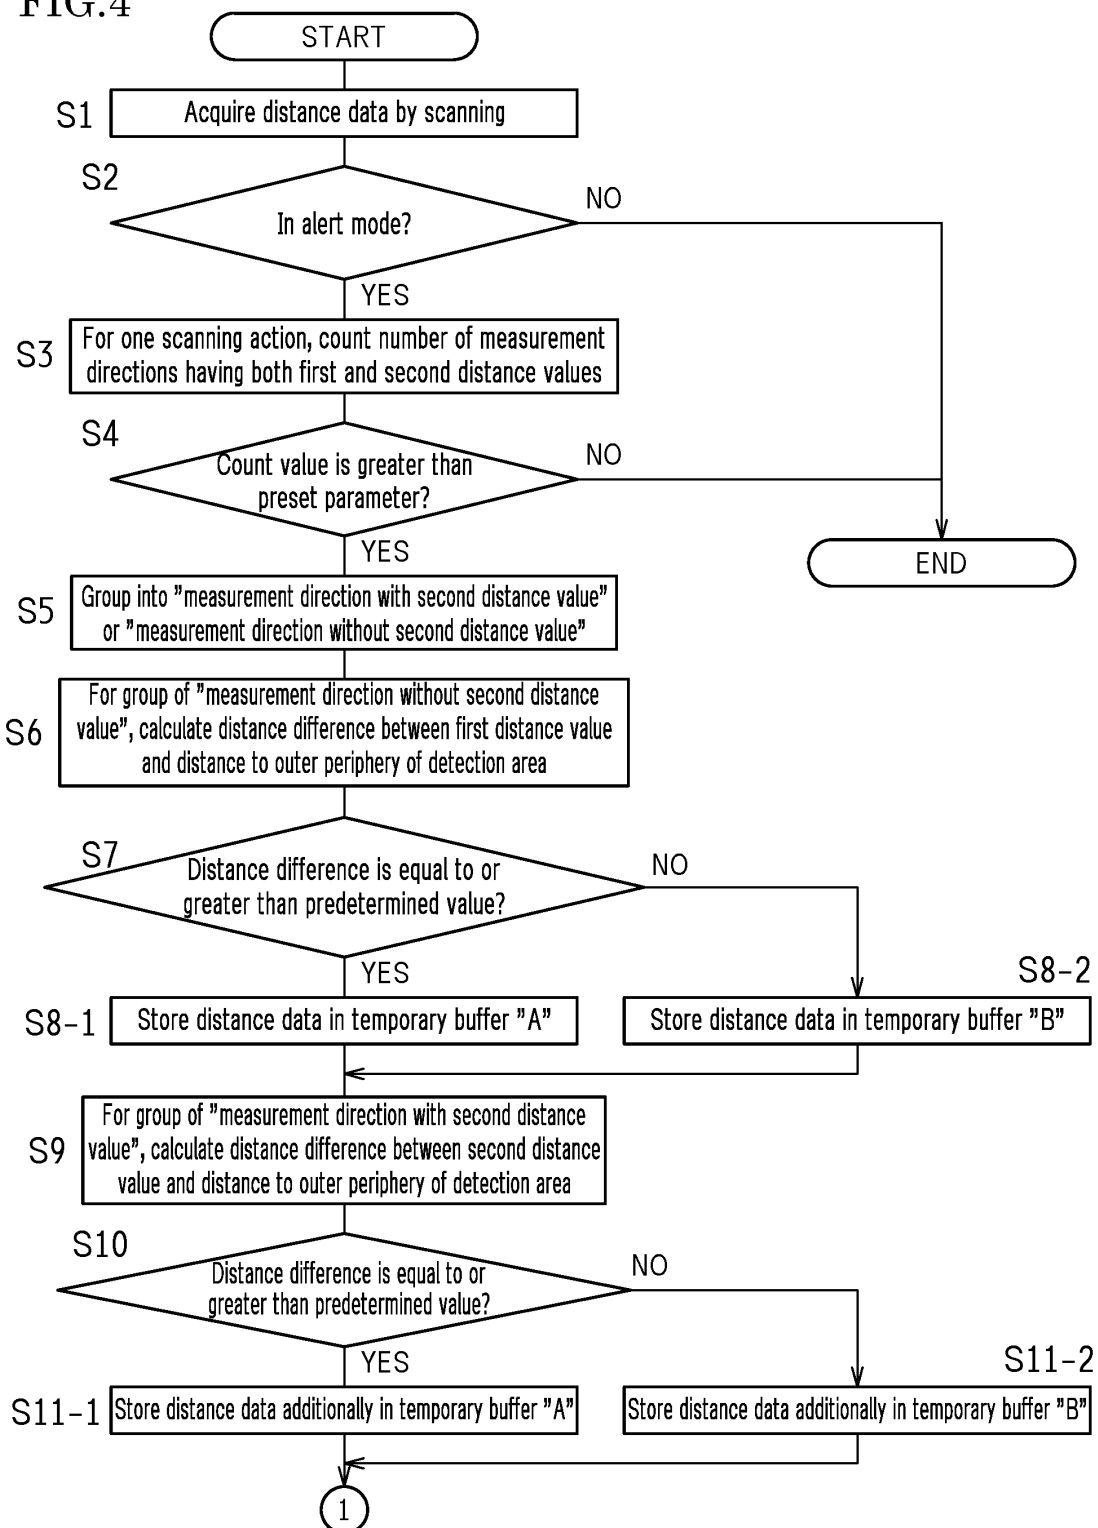 FIG.4
START
S1
Acquire distance data by scanning
S2
In alert mode?
NO
YES
S3
For one scanning action, count number of measurement
directions having both first and second distance values
S4
Count value is greater than
preset parameter?
NO
YES
END
S5
Group into "measurement direction with second distance value"
or "measurement direction without second distance value"
S6
For group of "measurement direction without second distance
value", calculate distance difference between first distance value
and distance to outer periphery of detection area
S7
Distance difference is equal to or
greater than predetermined value?
NO
YES
S8-1
Store distance data in temporary buffer "A"
S8-2
Store distance data in temporary buffer "B"
S9
For group of "measurement direction with second distance
value", calculate distance difference between second distance
value and distance to outer periphery of detection area
S10
Distance difference is equal to or
greater than predetermined value?
NO
YES
S11-1
Store distance data additionally in temporary buffer "A"
S11-2
Store distance data additionally in temporary buffer "B"
1